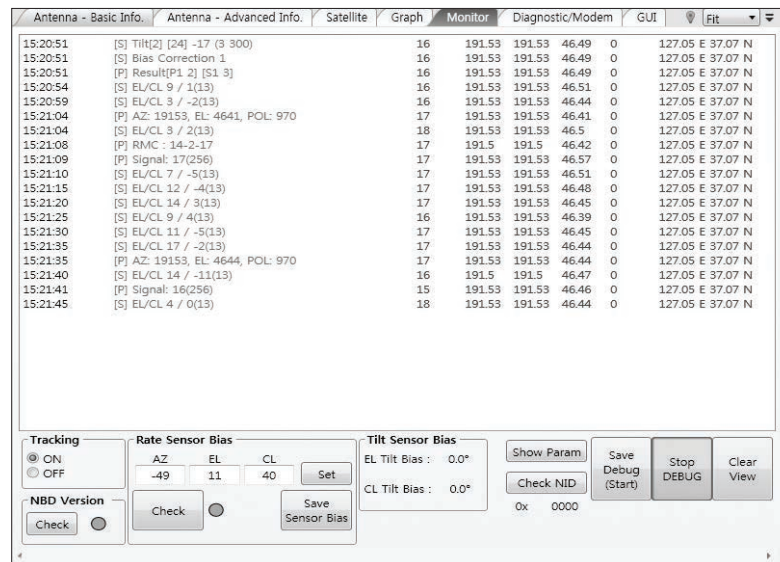 Antenna - Basic Info. Antenna - Advanced Info. Satellite Graph Monitor Diagnostic/Modem GUI Fit
15:20:51 [S] Tilt[2] [24] -17 (3 300) 16 191.53 191.53 46.49 0 127.05 E 37.07 N
15:20:51 [S] Bias Correction 1 16 191.53 191.53 46.49 0 127.05 E 37.07 N
15:20:51 [P] Result[P1 2] [S1 3] 16 191.53 191.53 46.49 0 127.05 E 37.07 N
15:20:54 [S] EL/CL 9 / 1(13) 16 191.53 191.53 46.51 0 127.05 E 37.07 N
15:20:59 [S] EL/CL 3 / -2(13) 16 191.53 191.53 46.44 0 127.05 E 37.07 N
15:21:04 [P] AZ: 19153, EL: 4641, POL: 970 17 191.53 191.53 46.41 0 127.05 E 37.07 N
15:21:04 [S] EL/CL 3 / 2(13) 18 191.53 191.53 46.5 0 127.05 E 37.07 N
15:21:08 [P] RMC : 14-2-17 17 191.5 191.5 46.42 0 127.05 E 37.07 N
15:21:09 [P] Signal: 17(256) 17 191.53 191.53 46.57 0 127.05 E 37.07 N
15:21:10 [S] EL/CL 7 / -5(13) 17 191.53 191.53 46.51 0 127.05 E 37.07 N
15:21:15 [S] EL/CL 12 / -4(13) 17 191.53 191.53 46.48 0 127.05 E 37.07 N
15:21:20 [S] EL/CL 14 / 3(13) 17 191.53 191.53 46.45 0 127.05 E 37.07 N
15:21:25 [S] EL/CL 9 / 4(13) 16 191.53 191.53 46.39 0 127.05 E 37.07 N
15:21:30 [S] EL/CL 11 / -5(13) 17 191.53 191.53 46.45 0 127.05 E 37.07 N
15:21:35 [S] EL/CL 17 / -2(13) 17 191.53 191.53 46.44 0 127.05 E 37.07 N
15:21:35 [P] AZ: 19153, EL: 4644, POL: 970 17 191.53 191.53 46.44 0 127.05 E 37.07 N
15:21:40 [S] EL/CL 14 / -11(13) 16 191.5 191.5 46.47 0 127.05 E 37.07 N
15:21:41 [P] Signal: 16(256) 15 191.53 191.53 46.46 0 127.05 E 37.07 N
15:21:45 [S] EL/CL 4 / 0(13) 18 191.53 191.53 46.44 0 127.05 E 37.07 N
Tracking
ON
OFF
NBD Version
Check
Rate Sensor Bias
AZ EL CL
-49 11 40 Set
Check
Save
Sensor Bias
Tilt Sensor Bias
EL Tilt Bias : 0.0°
CL Tilt Bias : 0.0°
Show Param
Check NID
0x 0000
Save
Debug
(Start)
Stop
DEBUG
Clear
View